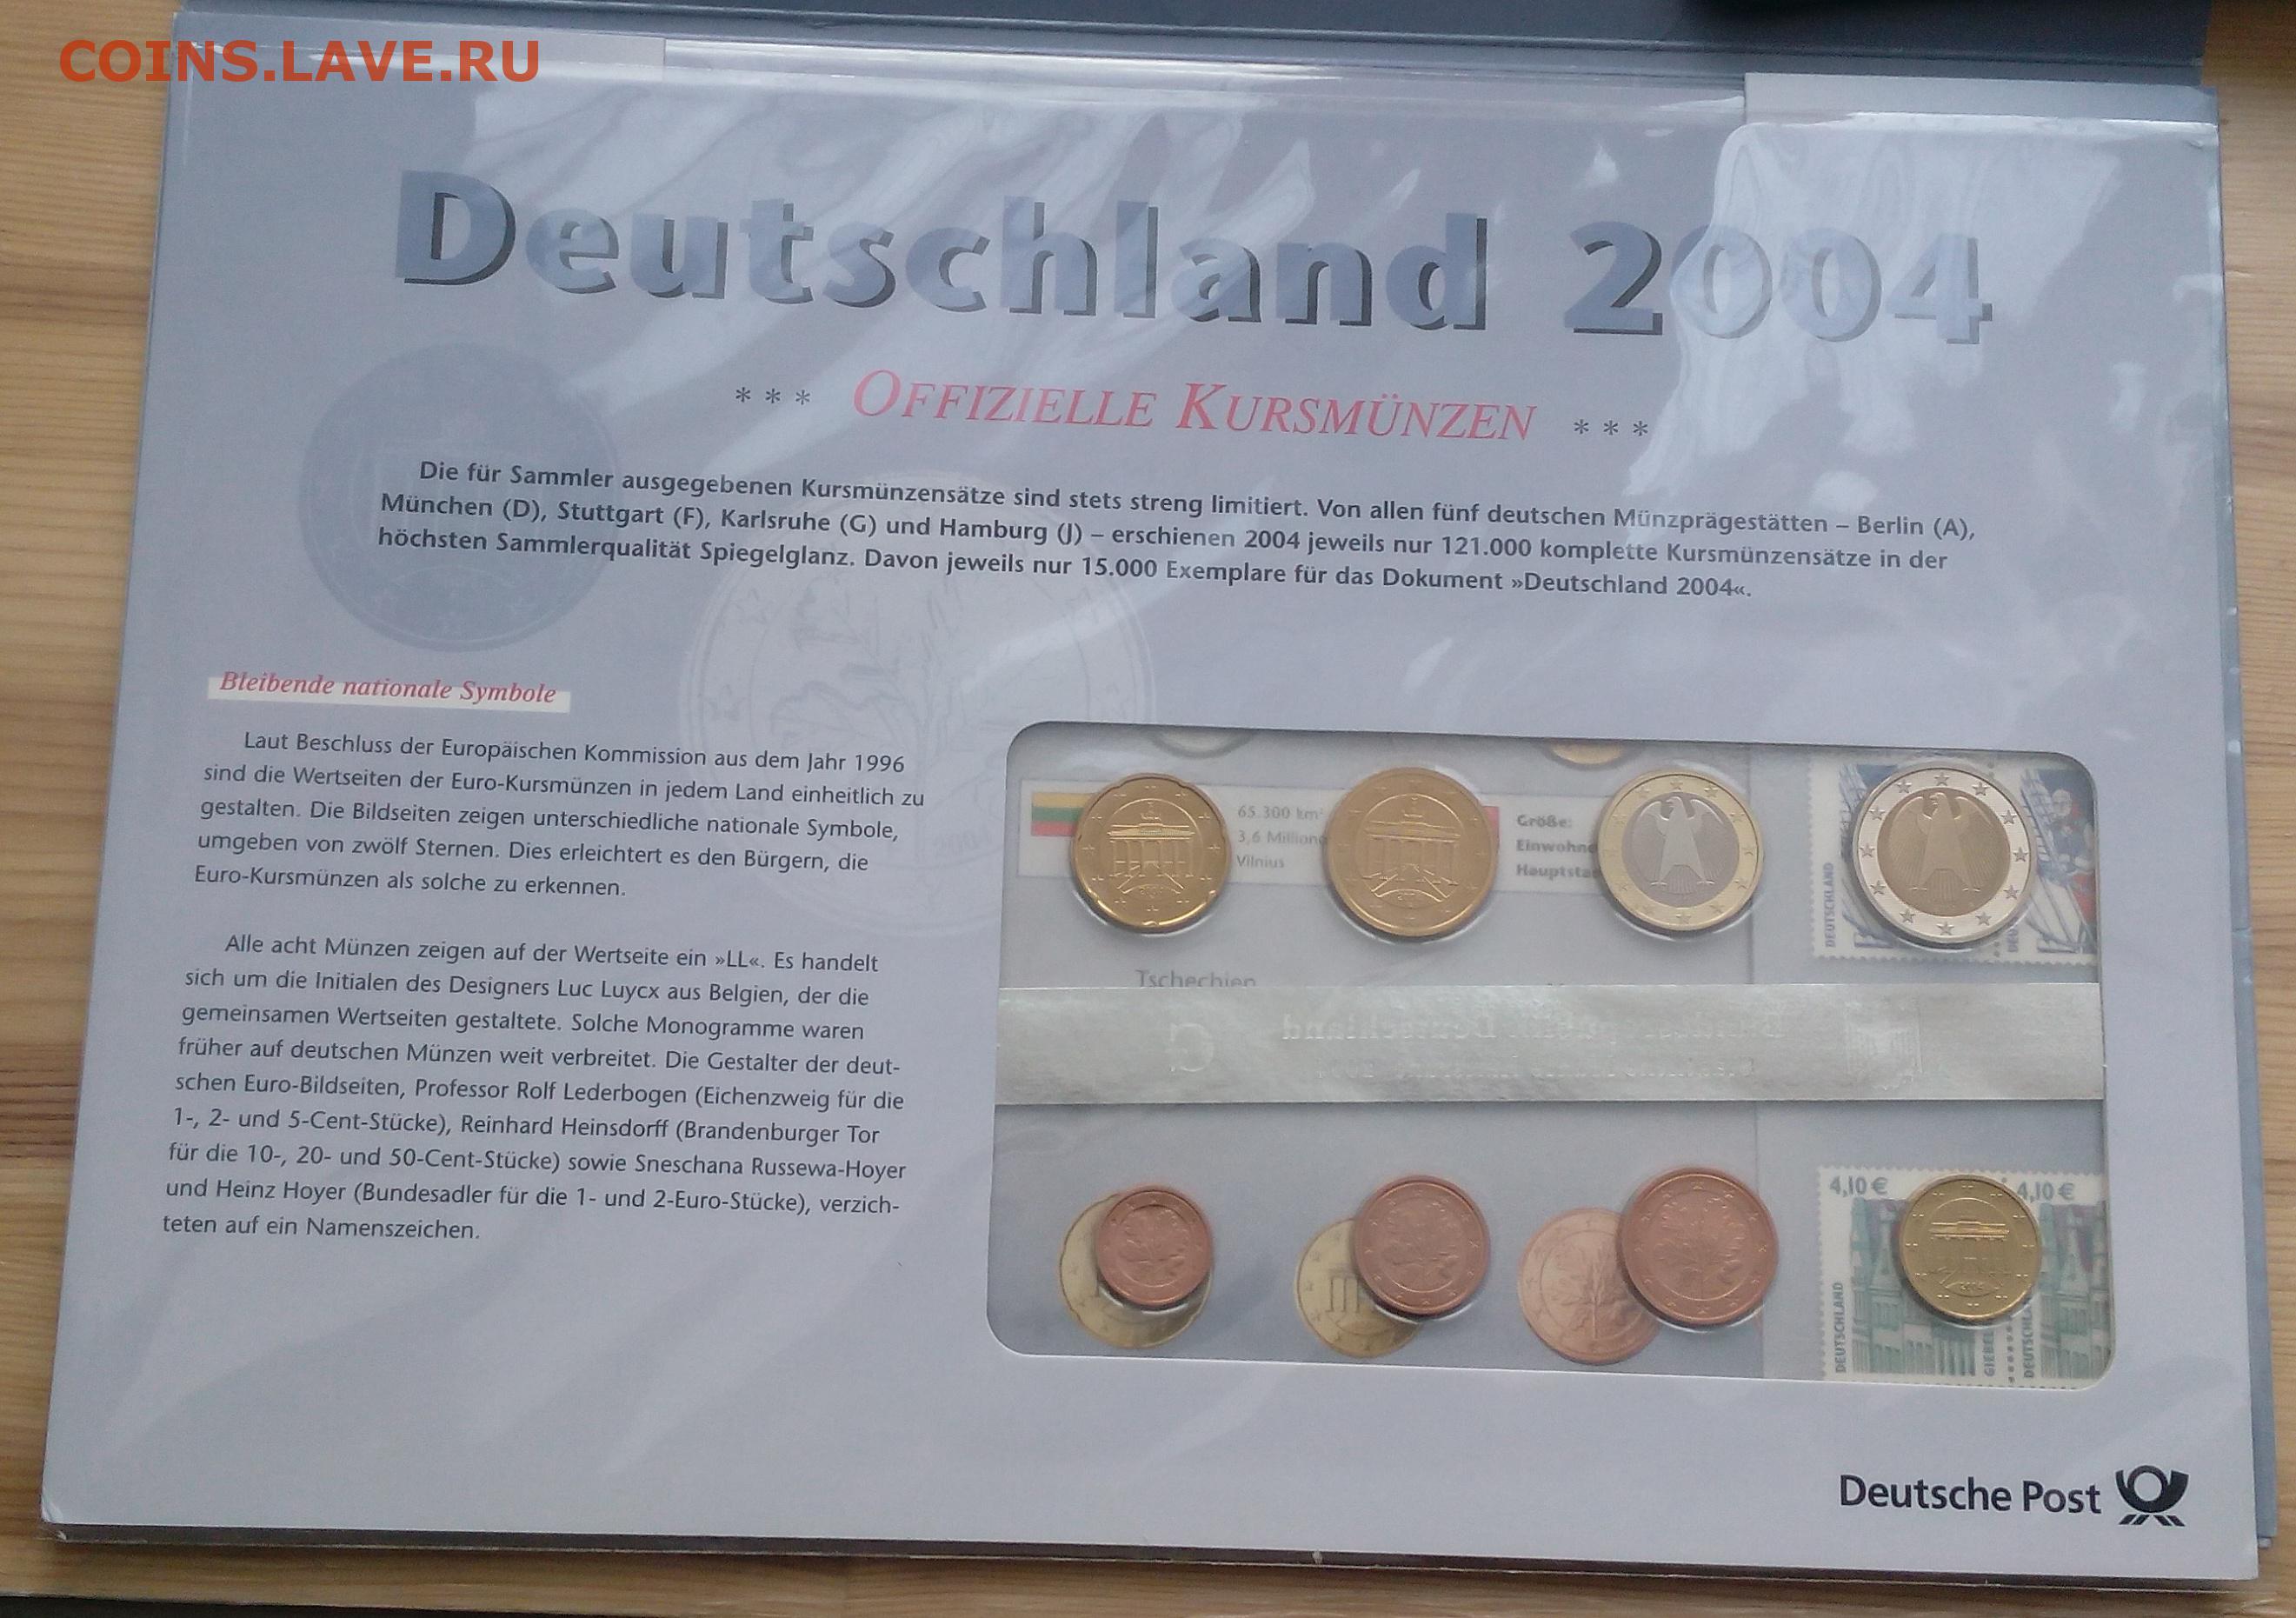 COINS.LAVE.RU
Deutschland 2004
*** OFFIZIELLE KURSMÜNZEN ***
Die für Sammler ausgegebenen Kursmünzensätze sind stets streng limitiert. Von allen fünf deutschen Münzprägestätten – Berlin (A),
München (D), Stuttgart (F), Karlsruhe (G) und Hamburg (J) – erschienen 2004 jeweils nur 121.000 komplette Kursmünzensätze in der
höchsten Sammlerqualität Spiegelglanz. Davon jeweils nur 15.000 Exemplare für das Dokument »Deutschland 2004«.
Bleibende nationale Symbole
Laut Beschluss der Europäischen Kommission aus dem Jahr 1996
sind die Wertseiten der Euro-Kursmünzen in jedem Land einheitlich zu
gestalten. Die Bildseiten zeigen unterschiedliche nationale Symbole,
umgeben von zwölf Sternen. Dies erleichtert es den Bürgern, die
Euro-Kursmünzen als solche zu erkennen.
Alle acht Münzen zeigen auf der Wertseite ein »LL«. Es handelt
sich um die Initialen des Designers Luc Luycx aus Belgien, der die
gemeinsamen Wertseiten gestaltete. Solche Monogramme waren
früher auf deutschen Münzen weit verbreitet. Die Gestalter der deut-
schen Euro-Bildseiten, Professor Rolf Lederbogen (Eichenzweig für die
1-, 2- und 5-Cent-Stücke), Reinhard Heinsdorff (Brandenburger Tor
für die 10-, 20- und 50-Cent-Stücke) sowie Sneschana Russewa-Hoyer
und Heinz Hoyer (Bundesadler für die 1- und 2-Euro-Stücke), verzich-
teten auf ein Namenszeichen.
65.300 km²
3,6 Million
Vilnius
Größe:
Einwohn
Hauptsta
DEUTSCHLAND
Tschechien
G
Deutschland
4,10 €
4,10 €
DEUTSCHLAND
GIEBEL
DEUTSCHLA
Deutsche Post